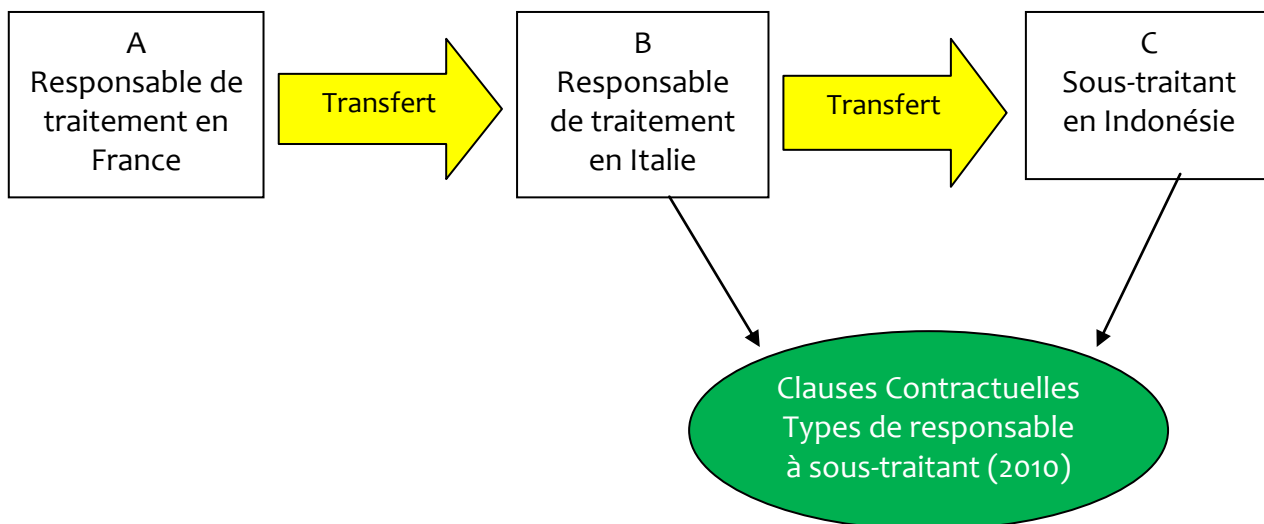 A
Responsable de
traitement en
France
Transfert
B
Responsable
de traitement
en Italie
Transfert
C
Sous-traitant
en Indonésie
Clauses Contractuelles
Types de responsable
à sous-traitant (2010)